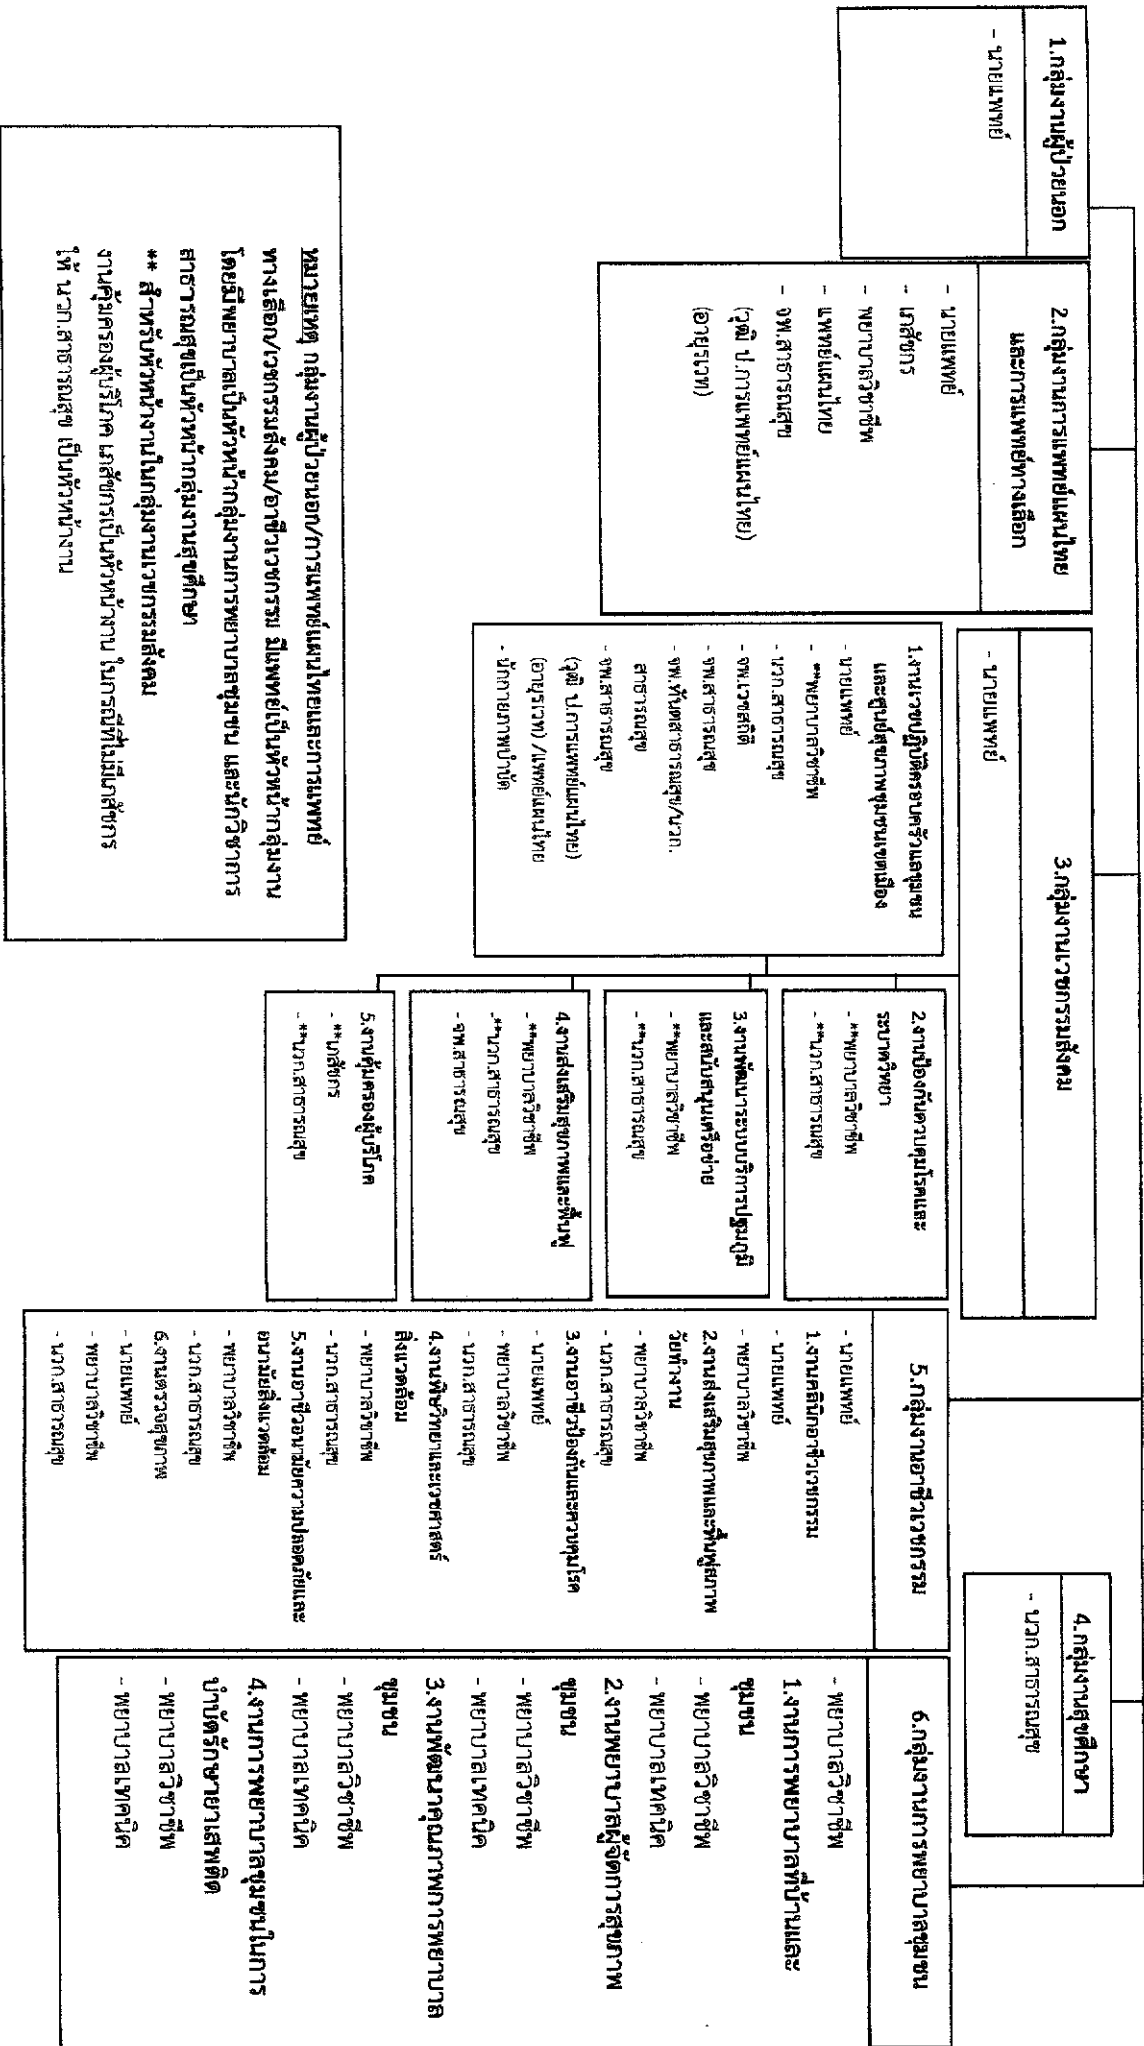 1.กลุ่มงานผู้ป่วยนอก
- นายแพทย์
2.กลุ่มงานการแพทย์แผนไทย
และการแพทย์ทางเลือก
- นายแพทย์
- เภสัชกร
- พยาบาลวิชาชีพ
- แพทย์แผนไทย
- จพ.สาธารณสุข
(วุฒิ ป.การแพทย์แผนไทย)
(อายุรเวท)
3.กลุ่มงานเวชกรรมสังคม
- นายแพทย์
1.งานเวชปฏิบัติครอบครัวและชุมชน
และศูนย์สุขภาพชุมชนเขตเมือง
- นายแพทย์
- **พยาบาลวิชาชีพ
- นวก.สาธารณสุข
- จพ.เวชสถิติ
- จพ.สาธารณสุข
- จพ.ทันตสาธารณสุข/นวก.
สาธารณสุข
- จพ.สาธารณสุข
(วุฒิ ป.การแพทย์แผนไทย)
(อายุรเวท) /แพทย์แผนไทย
- นักกายภาพบำบัด
2.งานป้องกันควบคุมโรคและ
ระบาดวิทยา
- **พยาบาลวิชาชีพ
- **นวก.สาธารณสุข
3.งานพัฒนาระบบบริการปฐมภูมิ
และสนับสนุนเครือข่าย
- **พยาบาลวิชาชีพ
- **นวก.สาธารณสุข
4.งานส่งเสริมสุขภาพและฟื้นฟู
- **พยาบาลวิชาชีพ
- **นวก.สาธารณสุข
- จพ.สาธารณสุข
5.งานคุ้มครองผู้บริโภค
- **เภสัชกร
- **นวก.สาธารณสุข
4.กลุ่มงานสุขศึกษา
- นวก.สาธารณสุข
5.กลุ่มงานอาชีวเวชกรรม
- นายแพทย์
1.งานคลินิกอาชีวเวชกรรม
- นายแพทย์
- พยาบาลวิชาชีพ
2.งานส่งเสริมสุขภาพและฟื้นฟูสภาพ
วัยทำงาน
- พยาบาลวิชาชีพ
- นวก.สาธารณสุข
3.งานอาชีวป้องกันและควบคุมโรค
- นายแพทย์
- พยาบาลวิชาชีพ
- นวก.สาธารณสุข
4.งานพิษวิทยาและเวชศาสตร์
สิ่งแวดล้อม
- พยาบาลวิชาชีพ
- นวก.สาธารณสุข
5.งานอาชีวอนามัยความปลอดภัยและ
อนามัยสิ่งแวดล้อม
- พยาบาลวิชาชีพ
- นวก.สาธารณสุข
6.งานตรวจสุขภาพ
- นายแพทย์
- พยาบาลวิชาชีพ
- นวก.สาธารณสุข
6.กลุ่มงานการพยาบาลชุมชน
- พยาบาลวิชาชีพ
1.งานการพยาบาลที่บ้านและ
ชุมชน
- พยาบาลวิชาชีพ
- พยาบาลเทคนิค
2.งานพยาบาลผู้จัดการสุขภาพ
ชุมชน
- พยาบาลวิชาชีพ
- พยาบาลเทคนิค
3.งานพัฒนาคุณภาพการพยาบาล
ชุมชน
- พยาบาลวิชาชีพ
- พยาบาลเทคนิค
4.งานการพยาบาลชุมชนในการ
บำบัดรักษายาเสพติด
- พยาบาลวิชาชีพ
- พยาบาลเทคนิค
หมายเหตุ กลุ่มงานผู้ป่วยนอก/การแพทย์แผนไทยและการแพทย์
ทางเลือก/เวชกรรมสังคม/อาชีวเวชกรรม มีแพทย์เป็นหัวหน้ากลุ่มงาน
โดยมีพยาบาลเป็นหัวหน้ากลุ่มงานการพยาบาลชุมชน และนักวิชาการ
สาธารณสุขเป็นหัวหน้ากลุ่มงานสุขศึกษา
** สำหรับหัวหน้างานในกลุ่มงานเวชกรรมสังคม
งานคุ้มครองผู้บริโภค เภสัชกรเป็นหัวหน้างาน ในกรณีที่ไม่มีเภสัชกร
ให้ นวก.สาธารณสุข เป็นหัวหน้างาน